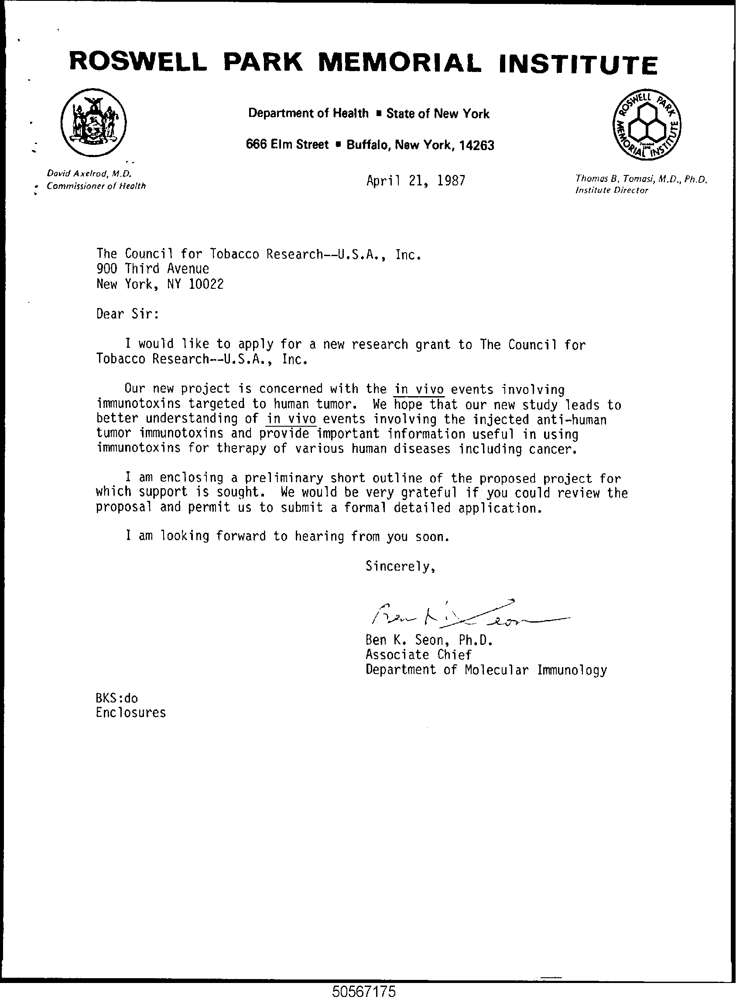 ROSWELL PARK MEMORIAL INSTITUTE
Department of Health ■ State of New York
666 Elm Street ■ Buffalo, New York, 14263
ROSWELL PARK
MEMORIAL INSTITUTE
David Axelrod, M.D.
Commissioner of Health
April 21, 1987
Thomas B. Tomasi, M.D., Ph.D.
Institute Director
The Council for Tobacco Research--U.S.A., Inc.
900 Third Avenue
New York, NY 10022
Dear Sir:
I would like to apply for a new research grant to The Council for
Tobacco Research--U.S.A., Inc.
Our new project is concerned with the in vivo events involving
immunotoxins targeted to human tumor. We hope that our new study leads to
better understanding of in vivo events involving the injected anti-human
tumor immunotoxins and provide important information useful in using
immunotoxins for therapy of various human diseases including cancer.
I am enclosing a preliminary short outline of the proposed project for
which support is sought. We would be very grateful if you could review the
proposal and permit us to submit a formal detailed application.
I am looking forward to hearing from you soon.
Sincerely,
Ben K. Seon
Ben K. Seon, Ph.D.
Associate Chief
Department of Molecular Immunology
BKS:do
Enclosures
50567175